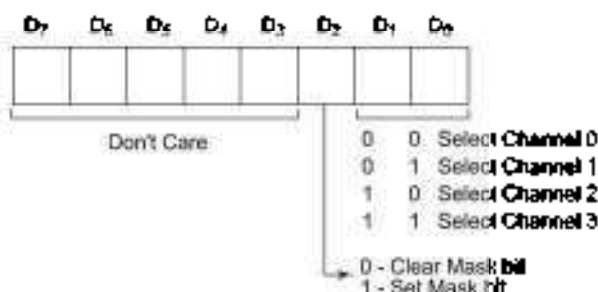 D7 D6 D5 D4 D3 D2 D1 D0
Don't Care
0 0 Select Channel 0
0 1 Select Channel 1
1 0 Select Channel 2
1 1 Select Channel 3
0 - Clear Mask bit
1 - Set Mask bit